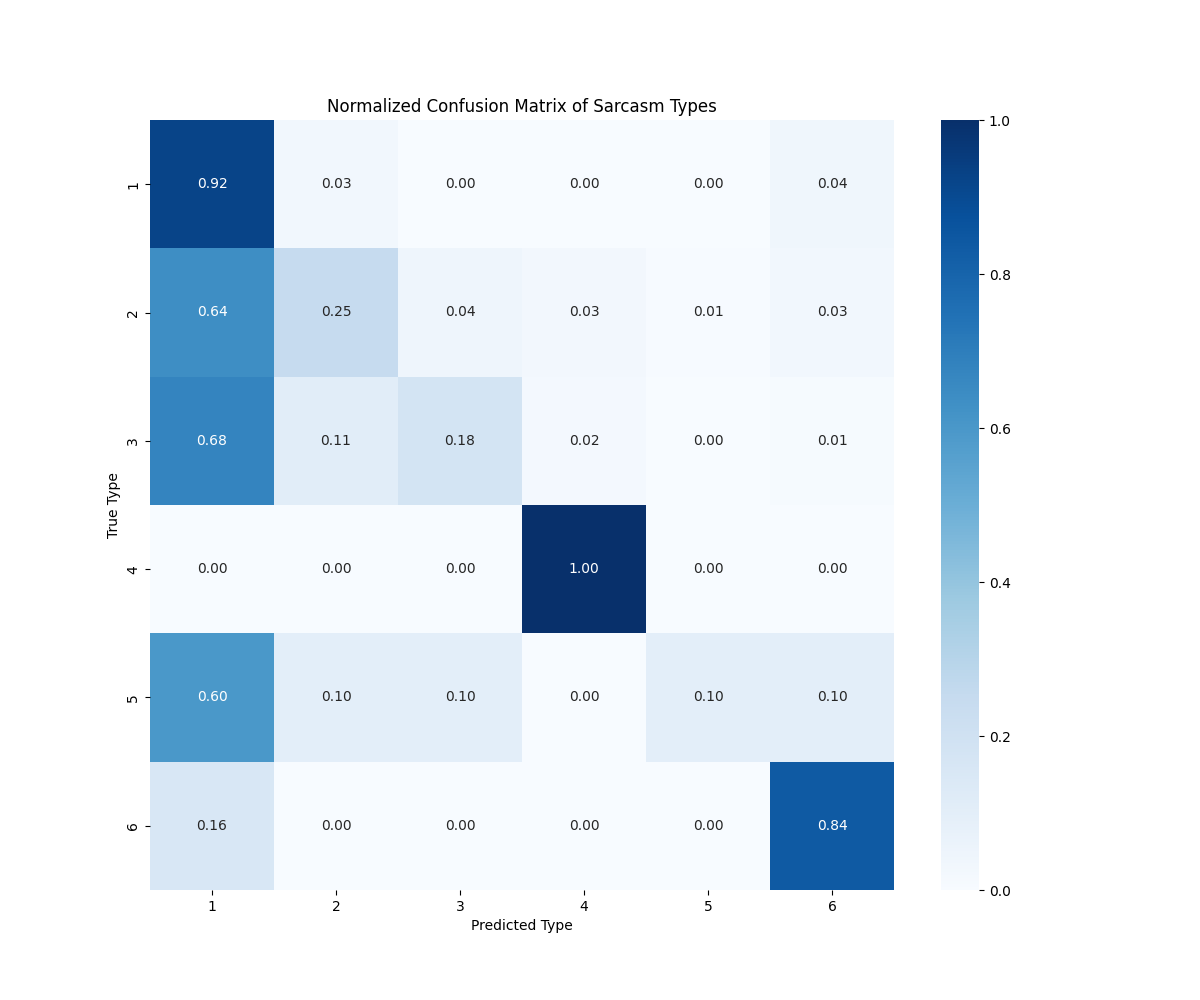 Normalized Confusion Matrix of Sarcasm Types
1 0.92 0.03 0.00 0.00 0.00 0.04
2 0.64 0.25 0.04 0.03 0.01 0.03
3 0.68 0.11 0.18 0.02 0.00 0.01
4 0.00 0.00 0.00 1.00 0.00 0.00
5 0.60 0.10 0.10 0.00 0.10 0.10
6 0.16 0.00 0.00 0.00 0.00 0.84
1 2 3 4 5 6
Predicted Type
True Type
1.0
0.8
0.6
0.4
0.2
0.0